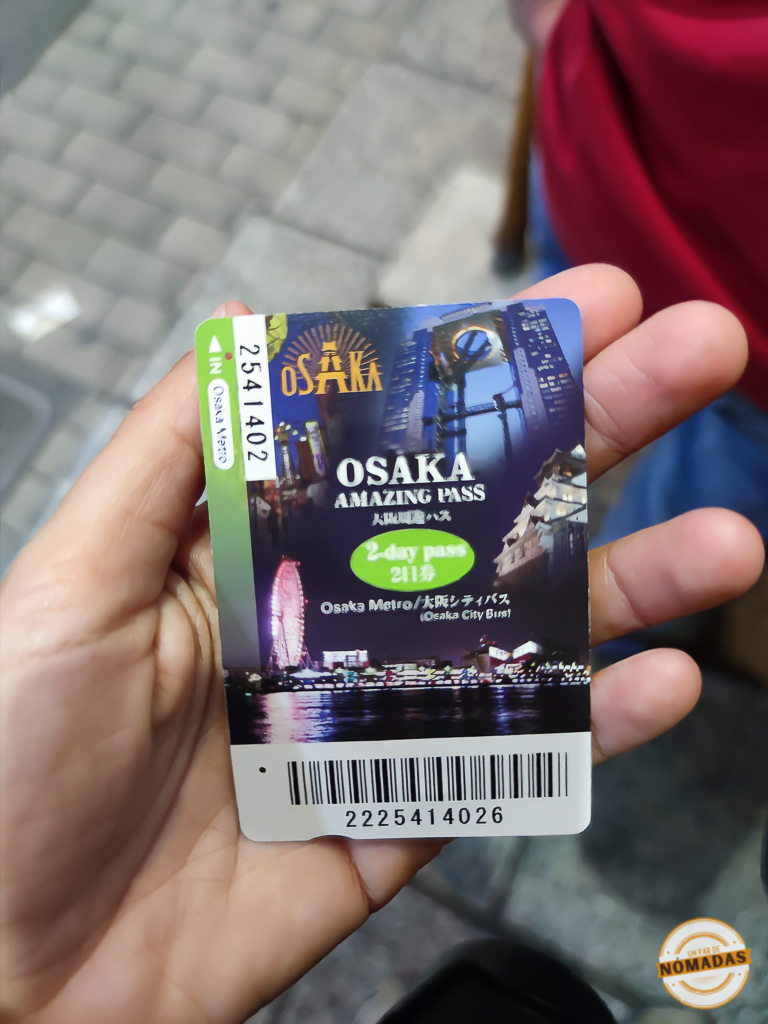 ◀IN Osaka Metro
2541402
OSAKA
OSAKA
AMAZING PASS
大阪周遊パス
2-day pass
2日券
Osaka Metro/大阪シティバス
(Osaka City Bus)
2225414026
UN PAR DE
NÓMADAS